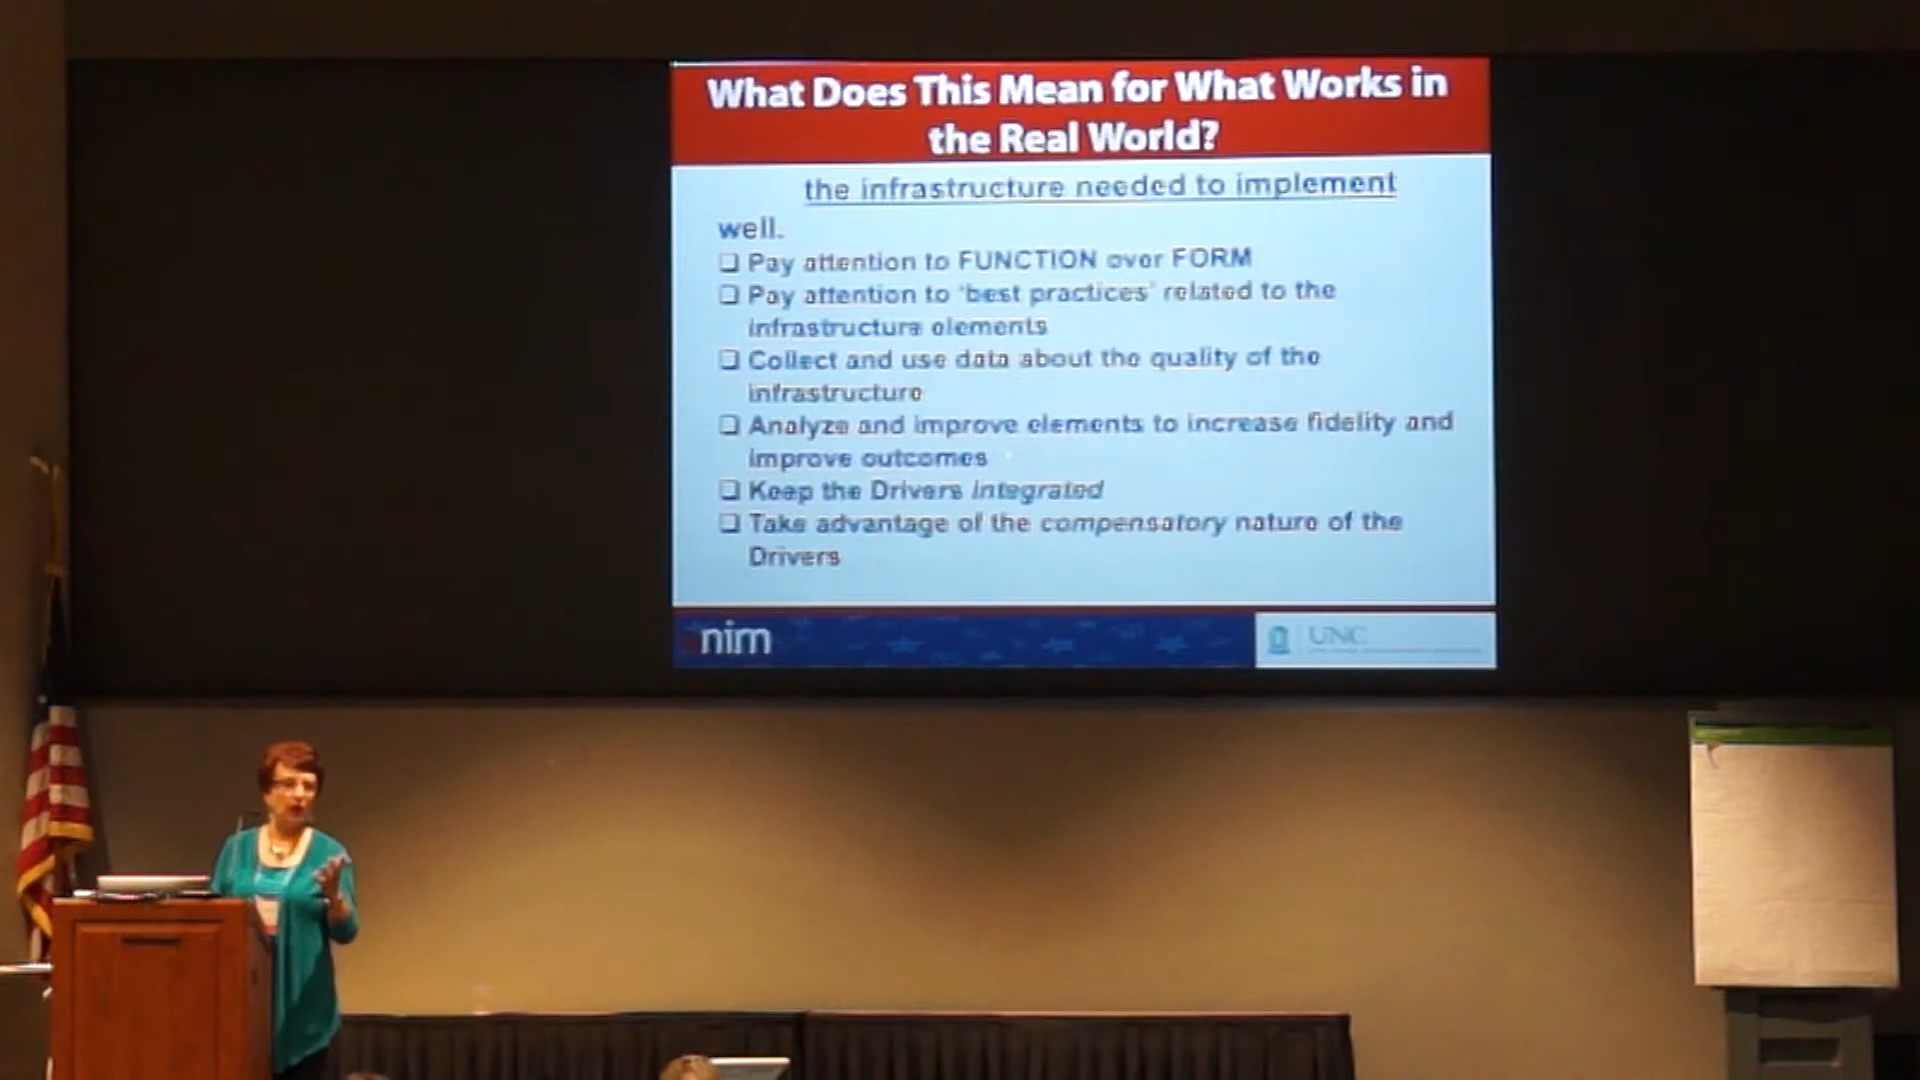 What Does This Mean for What Works in
the Real World?
the infrastructure needed to implement
well.
❑ Pay attention to FUNCTION over FORM
❑ Pay attention to 'best practices' related to the
infrastructure elements
❑ Collect and use data about the quality of the
infrastructure
❑ Analyze and improve elements to increase fidelity and
improve outcomes
❑ Keep the Drivers integrated
❑ Take advantage of the compensatory nature of the
Drivers
nirn
UNC